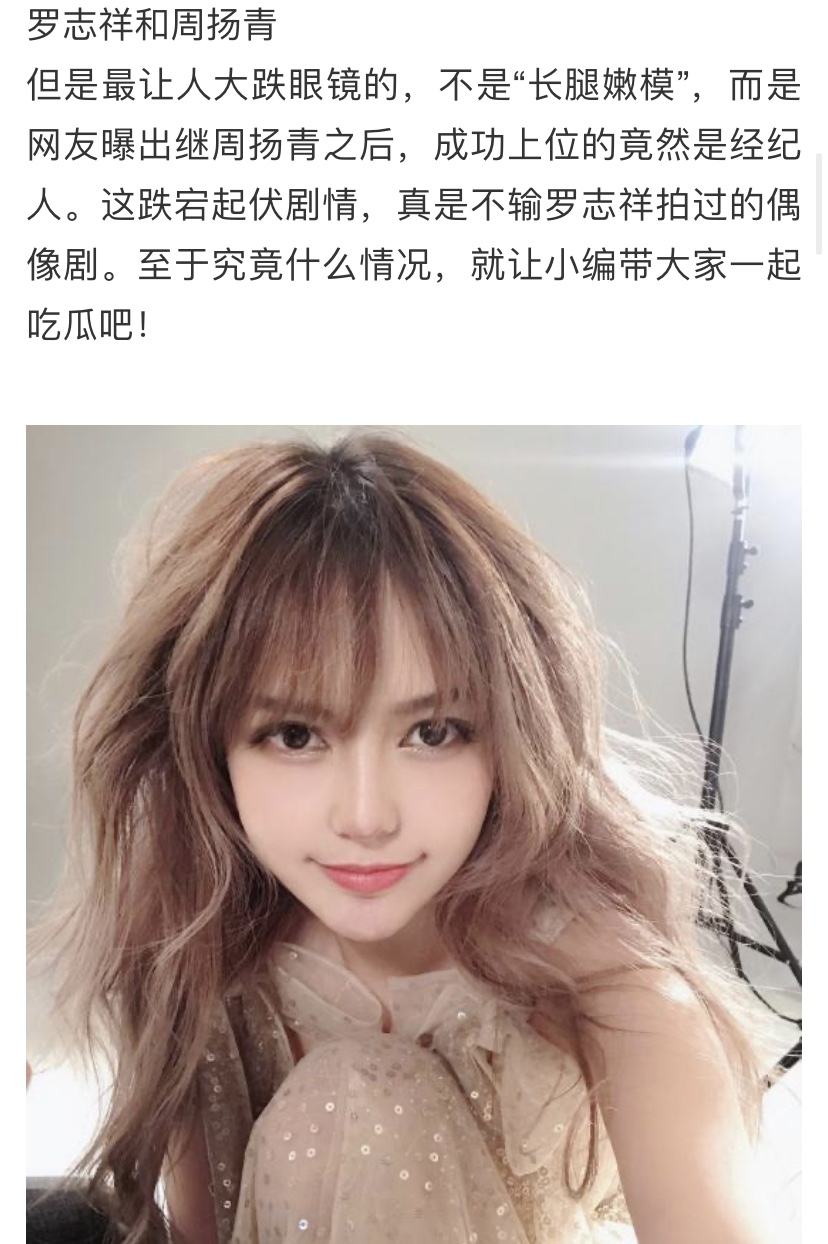 罗志祥和周扬青
但是最让人大跌眼镜的，不是“长腿嫩模”，而是
网友曝出继周扬青之后，成功上位的竟然是经纪
人。这跌宕起伏剧情，真是不输罗志祥拍过的偶
像剧。至于究竟什么情况，就让小编带大家一起
吃瓜吧！